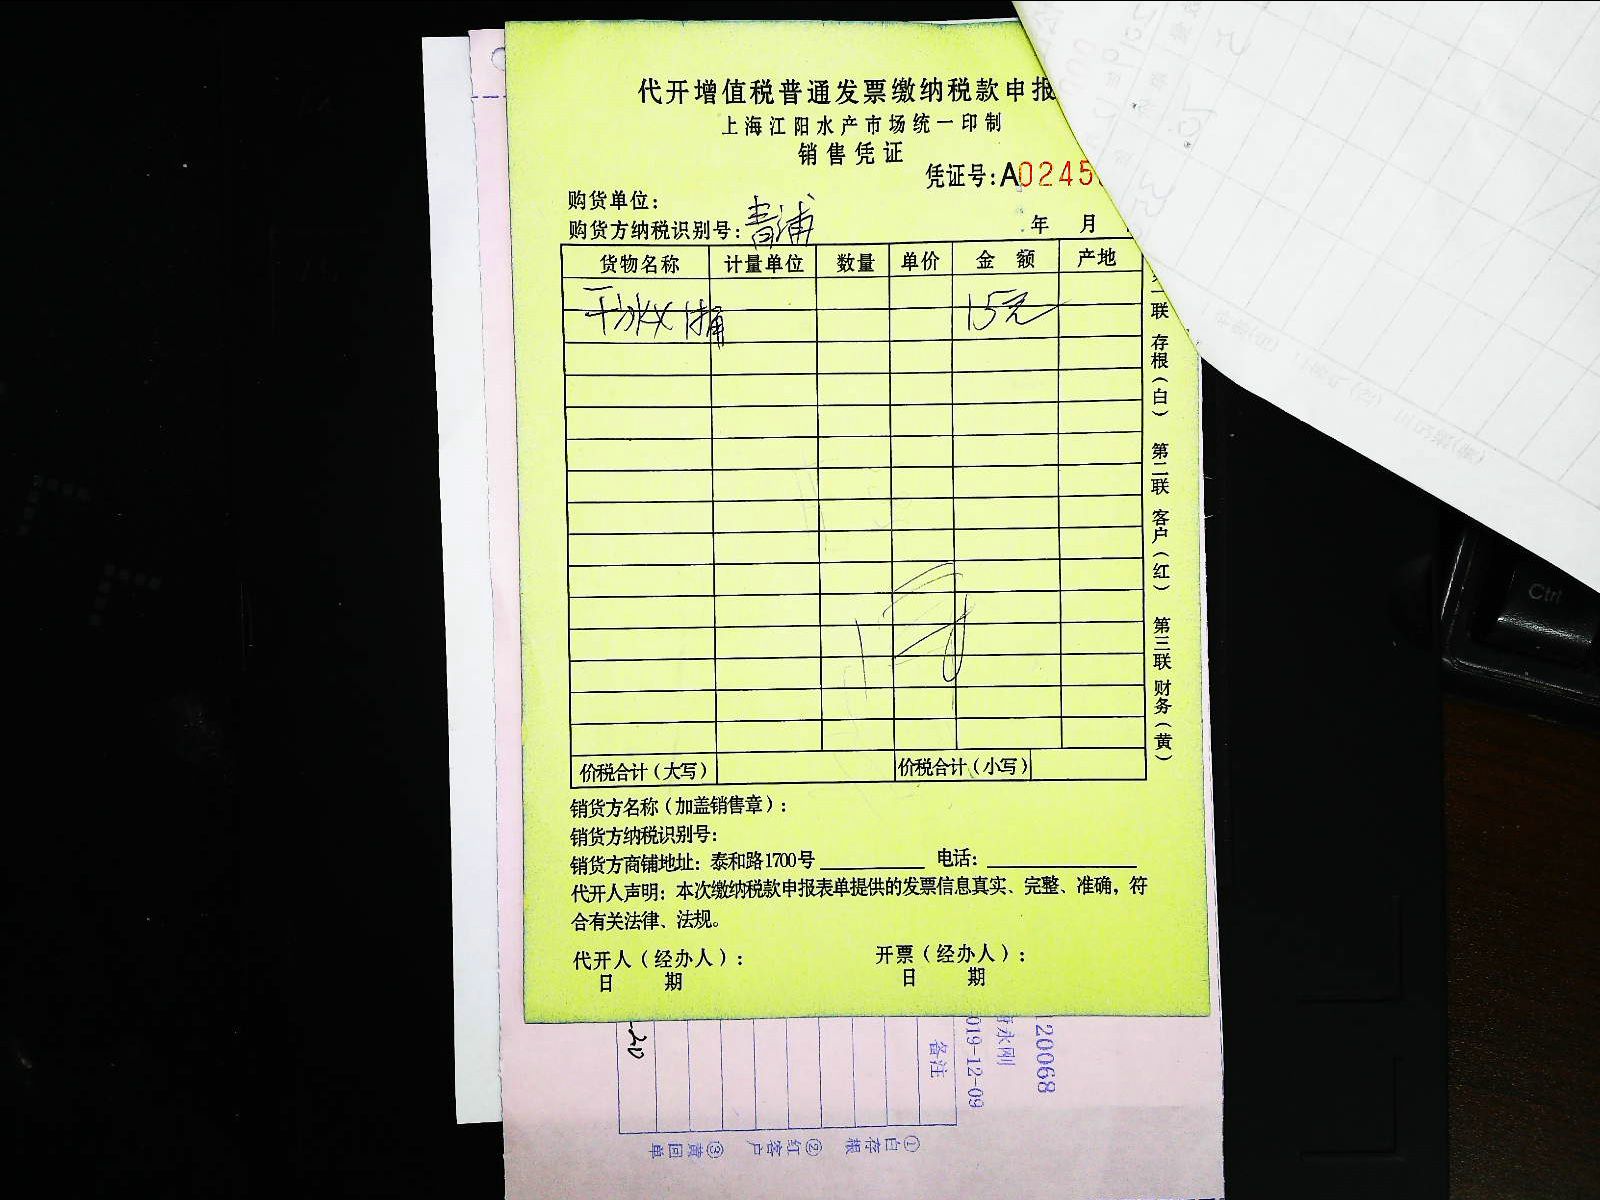 代开增值税普通发票缴纳税款申报
上海江阳水产市场统一印制
销售凭证
凭证号:A0245
购货单位:
购货方纳税识别号: 青浦
年 月
货物名称 计量单位 数量 单价 金 额 产地
15元
价税合计(大写) 价税合计(小写)
销货方名称(加盖销售章):
销货方纳税识别号:
销货方商铺地址: 泰和路1700号 电话:
代开人声明: 本次缴纳税款申报表单提供的发票信息真实、完整、准确, 符
合有关法律、法规。
代开人(经办人): 开票(经办人):
日 期 日 期
联 存根(白) 第二联 客户(红) 第三联 财务(黄)
20068
永刚
019-12-09
备注
-20
①白存根 ②红客户 ③黄回单
Ctrl